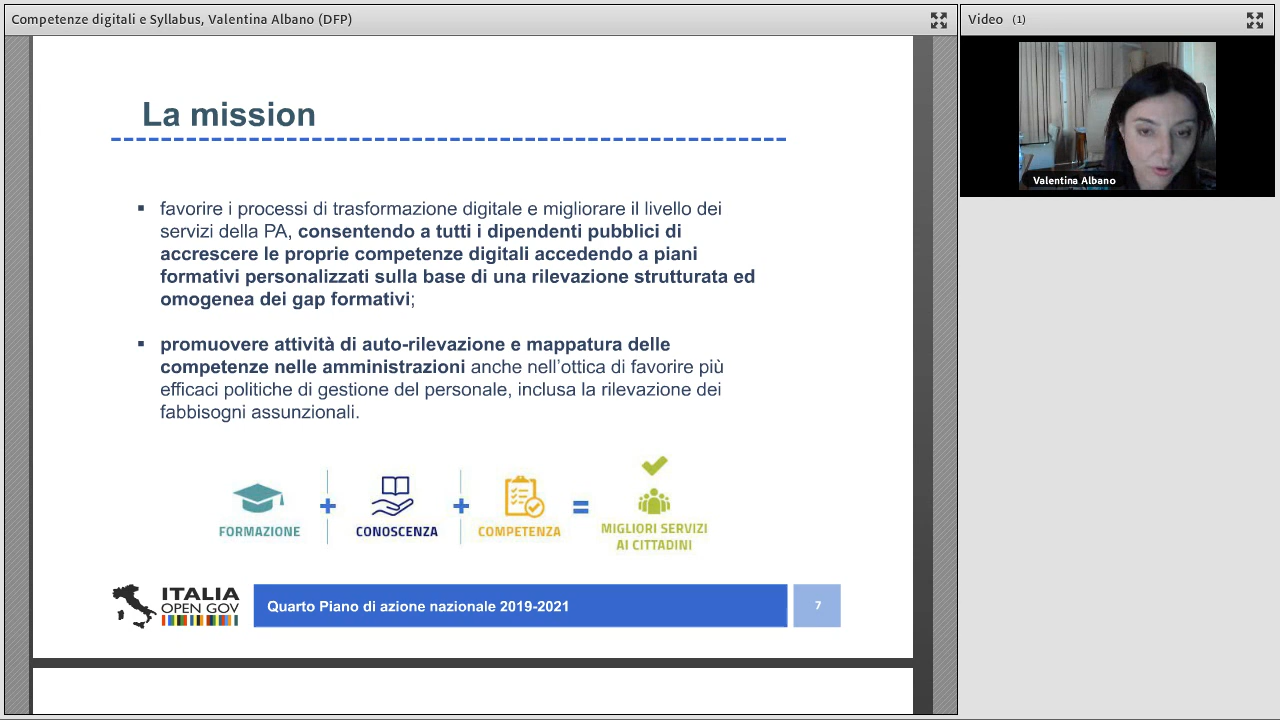 Competenze digitali e Syllabus, Valentina Albano (DFP)
Video (1)
Valentina Albano
La mission
▪ favorire i processi di trasformazione digitale e migliorare il livello dei
servizi della PA, consentendo a tutti i dipendenti pubblici di
accrescere le proprie competenze digitali accedendo a piani
formativi personalizzati sulla base di una rilevazione strutturata ed
omogenea dei gap formativi;
▪ promuovere attività di auto-rilevazione e mappatura delle
competenze nelle amministrazioni anche nell'ottica di favorire più
efficaci politiche di gestione del personale, inclusa la rilevazione dei
fabbisogni assunzionali.
FORMAZIONE + CONOSCENZA + COMPETENZA = MIGLIORI SERVIZI
AI CITTADINI
ITALIA
OPEN GOV
Quarto Piano di azione nazionale 2019-2021
7